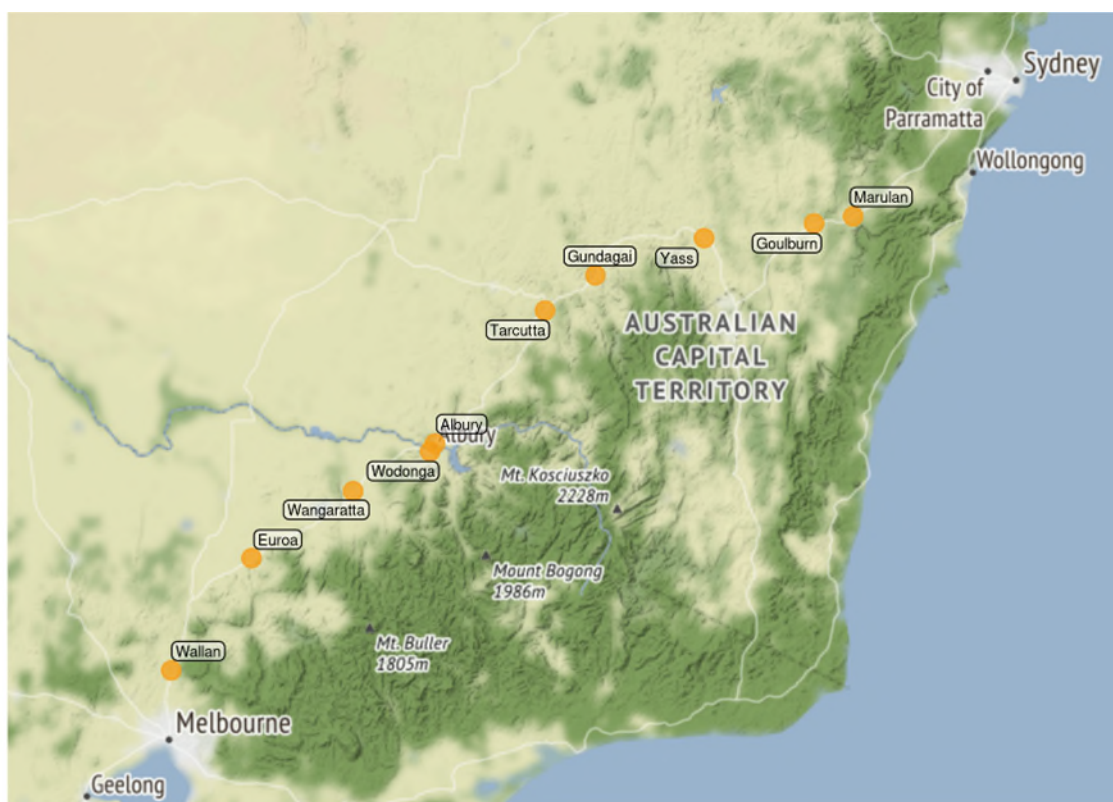 Sydney
City of
Parramatta
Wollongong
Marulan
Goulburn
Yass
Gundagai
Tarcutta
AUSTRALIAN
CAPITAL
TERRITORY
Albury
Albury
Wodonga
Mt. Kosciuszko
2228m
Wangaratta
Euroa
Mount Bogong
1986m
Mt. Buller
1805m
Wallan
Melbourne
Geelong